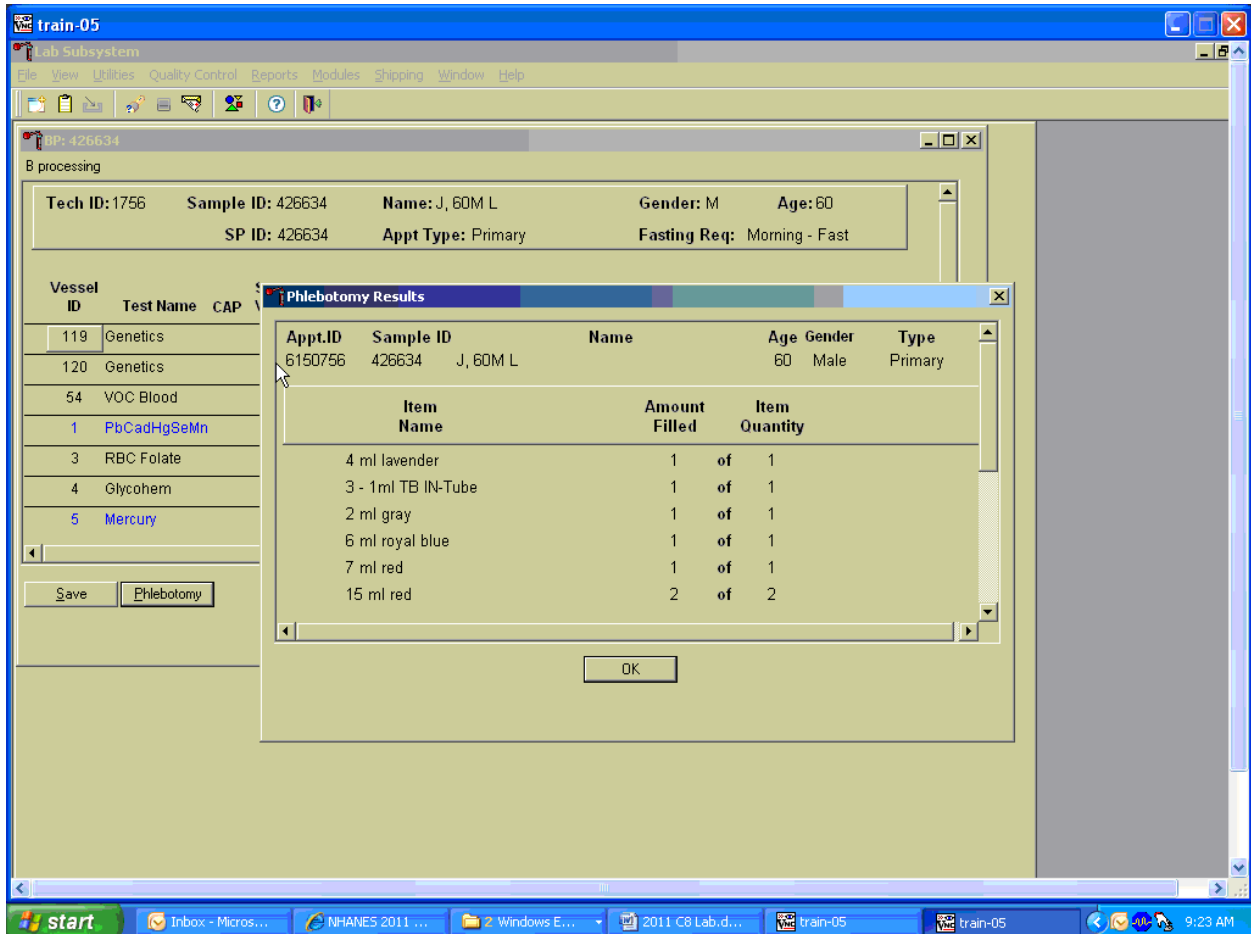 train-05
Lab Subsystem
File View Utilities Quality Control Reports Modules Shipping Window Help
BP: 426634
B processing
Tech ID: 1756 Sample ID: 426634 Name: J, 60M L Gender: M Age: 60
SP ID: 426634 Appt Type: Primary Fasting Req: Morning - Fast
Vessel
ID Test Name CAP
119 Genetics
120 Genetics
54 VOC Blood
1 PbCadHgSeMn
3 RBC Folate
4 Glycohem
5 Mercury
Save Phlebotomy
Phlebotomy Results
Appt.ID Sample ID Name Age Gender Type
6150756 426634 J, 60M L 60 Male Primary
Item Amount Item
Name Filled Quantity
4 ml lavender 1 of 1
3 - 1ml TB IN-Tube 1 of 1
2 ml gray 1 of 1
6 ml royal blue 1 of 1
7 ml red 1 of 1
15 ml red 2 of 2
OK
start Inbox - Micros... NHANES 2011 ... 2 Windows E... 2011 C8 Lab.d... train-05 train-05 9:23 AM